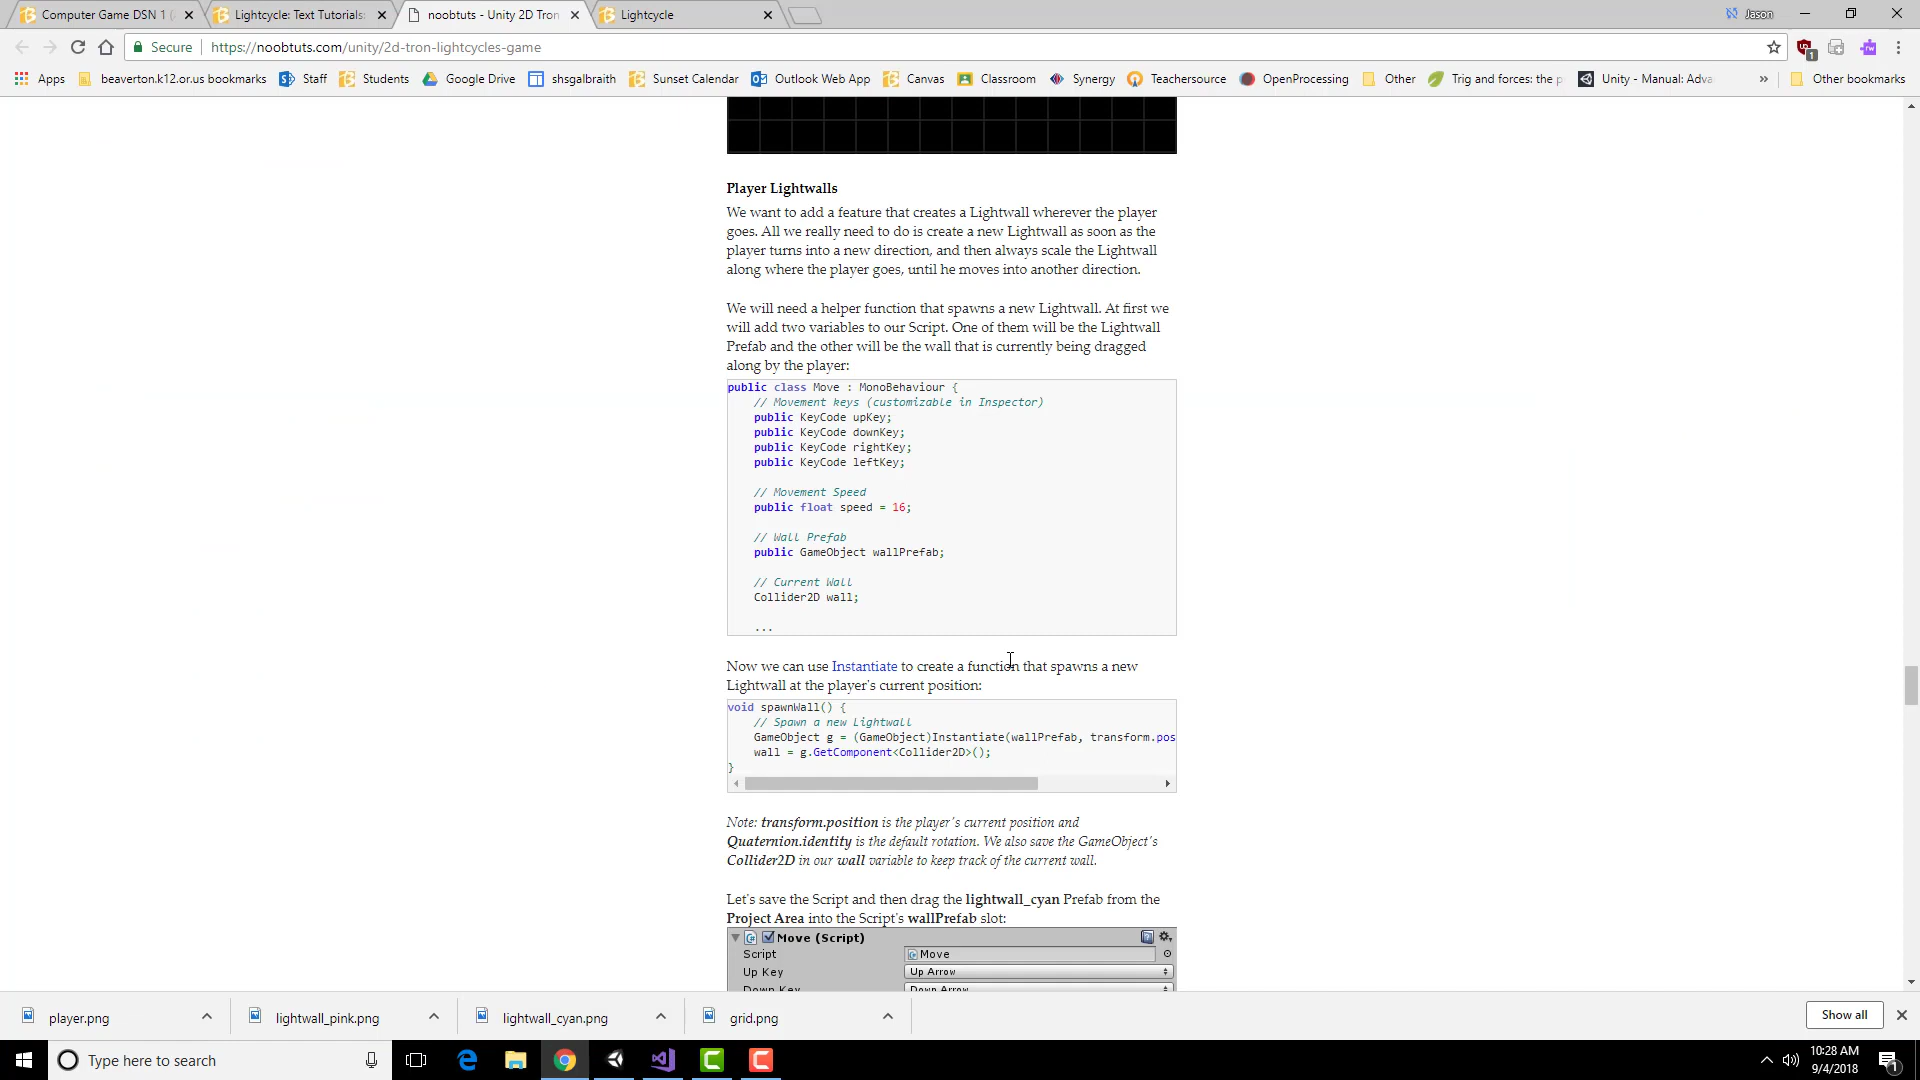 Computer Game DSN 1 (
Lightcycle: Text Tutorials:
noobtuts - Unity 2D Tron
Lightcycle
Jason
Secure
https://noobtuts.com/unity/2d-tron-lightcycles-game
Apps
beaverton.k12.or.us bookmarks
Staff
Students
Google Drive
shsgalbraith
Sunset Calendar
Outlook Web App
Canvas
Classroom
Synergy
Teachersource
OpenProcessing
Other
Trig and forces: the p
Unity - Manual: Adva
»
Other bookmarks
Player Lightwalls
We want to add a feature that creates a Lightwall wherever the player
goes. All we really need to do is create a new Lightwall as soon as the
player turns into a new direction, and then always scale the Lightwall
along where the player goes, until he moves into another direction.
We will need a helper function that spawns a new Lightwall. At first we
will add two variables to our Script. One of them will be the Lightwall
Prefab and the other will be the wall that is currently being dragged
along by the player:
public class Move : MonoBehaviour {
// Movement keys (customizable in Inspector)
public KeyCode upKey;
public KeyCode downKey;
public KeyCode rightKey;
public KeyCode leftKey;
// Movement Speed
public float speed = 16;
// Wall Prefab
public GameObject wallPrefab;
// Current Wall
Collider2D wall;
...
Now we can use Instantiate to create a function that spawns a new
Lightwall at the player's current position:
void spawnWall() {
// Spawn a new Lightwall
GameObject g = (GameObject)Instantiate(wallPrefab, transform.pos
wall = g.GetComponent<Collider2D>();
}
Note: transform.position is the player's current position and
Quaternion.identity is the default rotation. We also save the GameObject's
Collider2D in our wall variable to keep track of the current wall.
Let's save the Script and then drag the lightwall_cyan Prefab from the
Project Area into the Script's wallPrefab slot:
Move (Script)
Script
Move
Up Key
Up Arrow
Down Key
Down Arrow
player.png
lightwall_pink.png
lightwall_cyan.png
grid.png
Show all
Type here to search
10:28 AM
9/4/2018
1